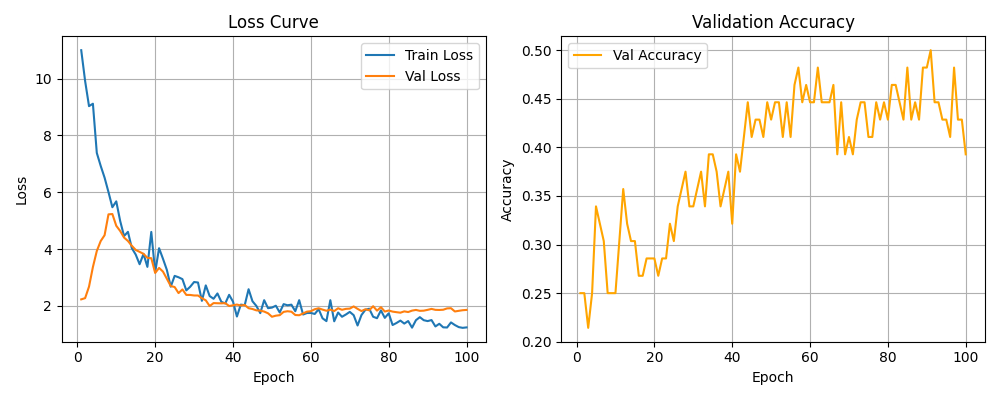 Loss Curve
Train Loss
Val Loss
10
8
6
4
2
0
20
40
60
80
100
Loss
Epoch
Validation Accuracy
Val Accuracy
0.50
0.45
0.40
0.35
0.30
0.25
0.20
0
20
40
60
80
100
Accuracy
Epoch